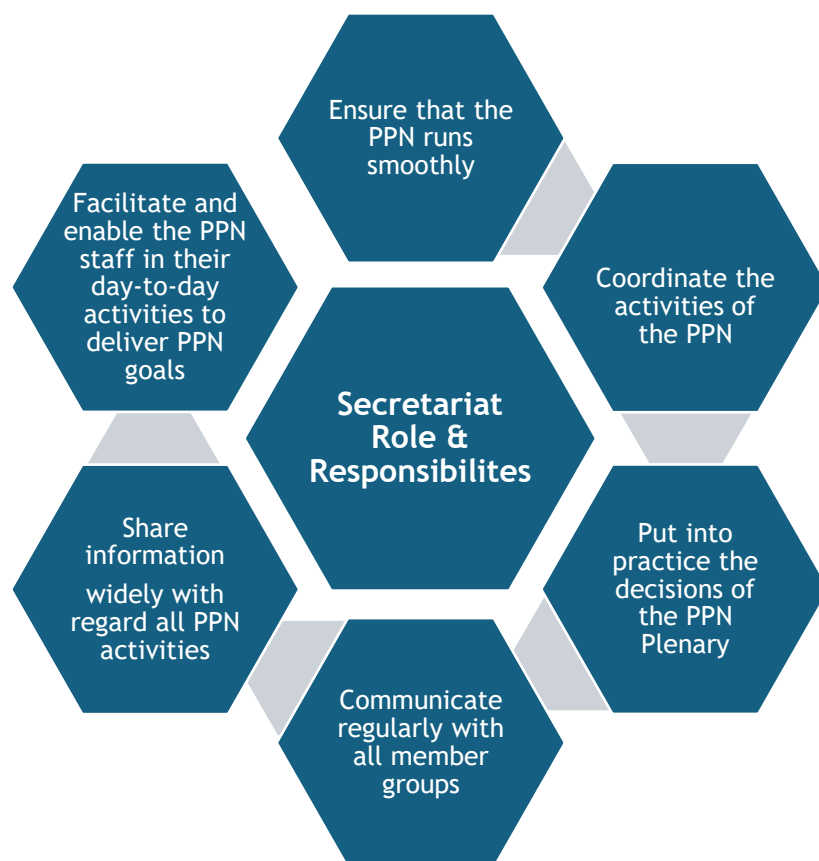 Ensure that the
PPN runs
smoothly
Coordinate the
activities of
the PPN
Put into
practice the
decisions of
the PPN
Plenary
Communicate
regularly with
all member
groups
Share
information
widely with
regard all PPN
activities
Facilitate and
enable the PPN
staff in their
day-to-day
activities to
deliver PPN
goals
Secretariat
Role &
Responsibilites